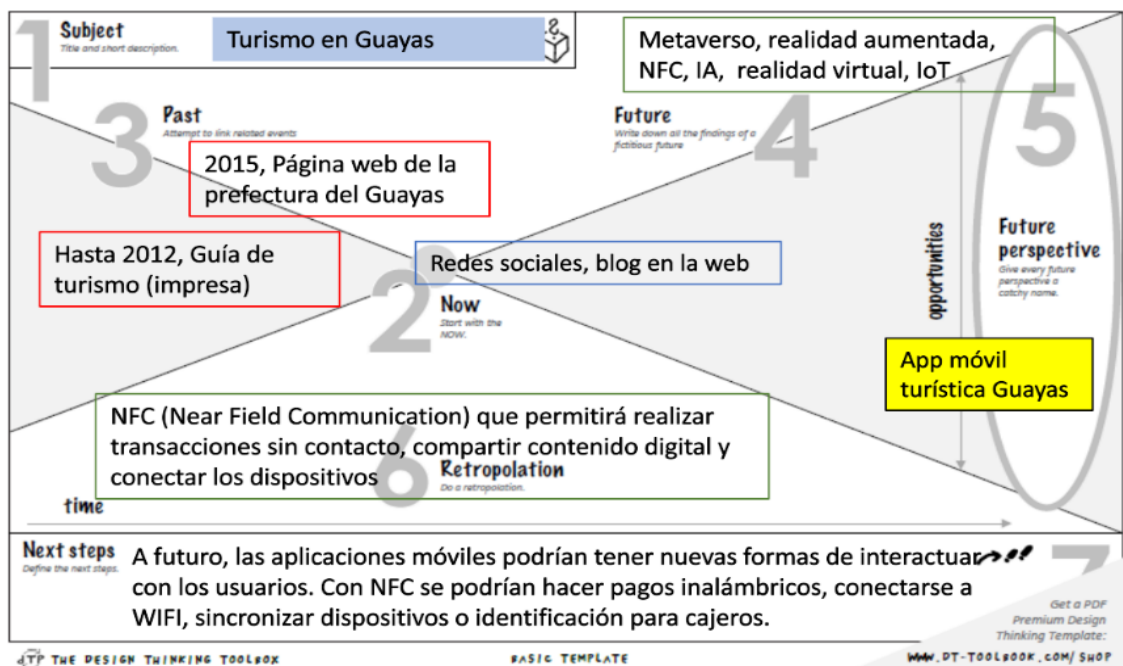 1
Subject
Title and short description.
Turismo en Guayas
Metaverso, realidad aumentada,
NFC, IA, realidad virtual, IoT
3
Past
Attempt to link related events
2015, Página web de la
prefectura del Guayas
Hasta 2012, Guía de
turismo (impresa)
Future
Write down all the findings of a
fictitious future
4
5
Future
perspective
Give every future
perspective a
catchy name.
opportunities
Redes sociales, blog en la web
2
Now
Start with the
NOW.
App móvil
turística Guayas
NFC (Near Field Communication) que permitirá realizar
transacciones sin contacto, compartir contenido digital y
conectar los dispositivos
6
Retropolation
Do a retropolation.
time
Next steps
Define the next steps.
A futuro, las aplicaciones móviles podrían tener nuevas formas de interactuar
con los usuarios. Con NFC se podrían hacer pagos inalámbricos, conectarse a
WIFI, sincronizar dispositivos o identificación para cajeros.
7
Get a PDF
Premium Design
Thinking Template:
WWW.DT-TOOLBOOK.COM/SHOP
DTP THE DESIGN THINKING TOOLBOX
BASIC TEMPLATE